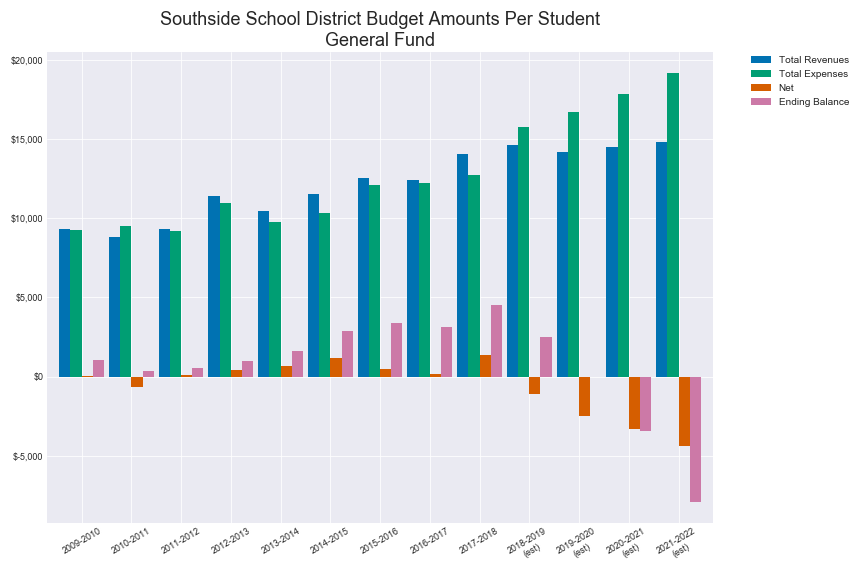 Southside School District Budget Amounts Per Student
General Fund
Total Revenues
Total Expenses
Net
Ending Balance
$20,000
$15,000
$10,000
$5,000
$0
$-5,000
2009-2010
2010-2011
2011-2012
2012-2013
2013-2014
2014-2015
2015-2016
2016-2017
2017-2018
2018-2019
(est)
2019-2020
(est)
2020-2021
(est)
2021-2022
(est)